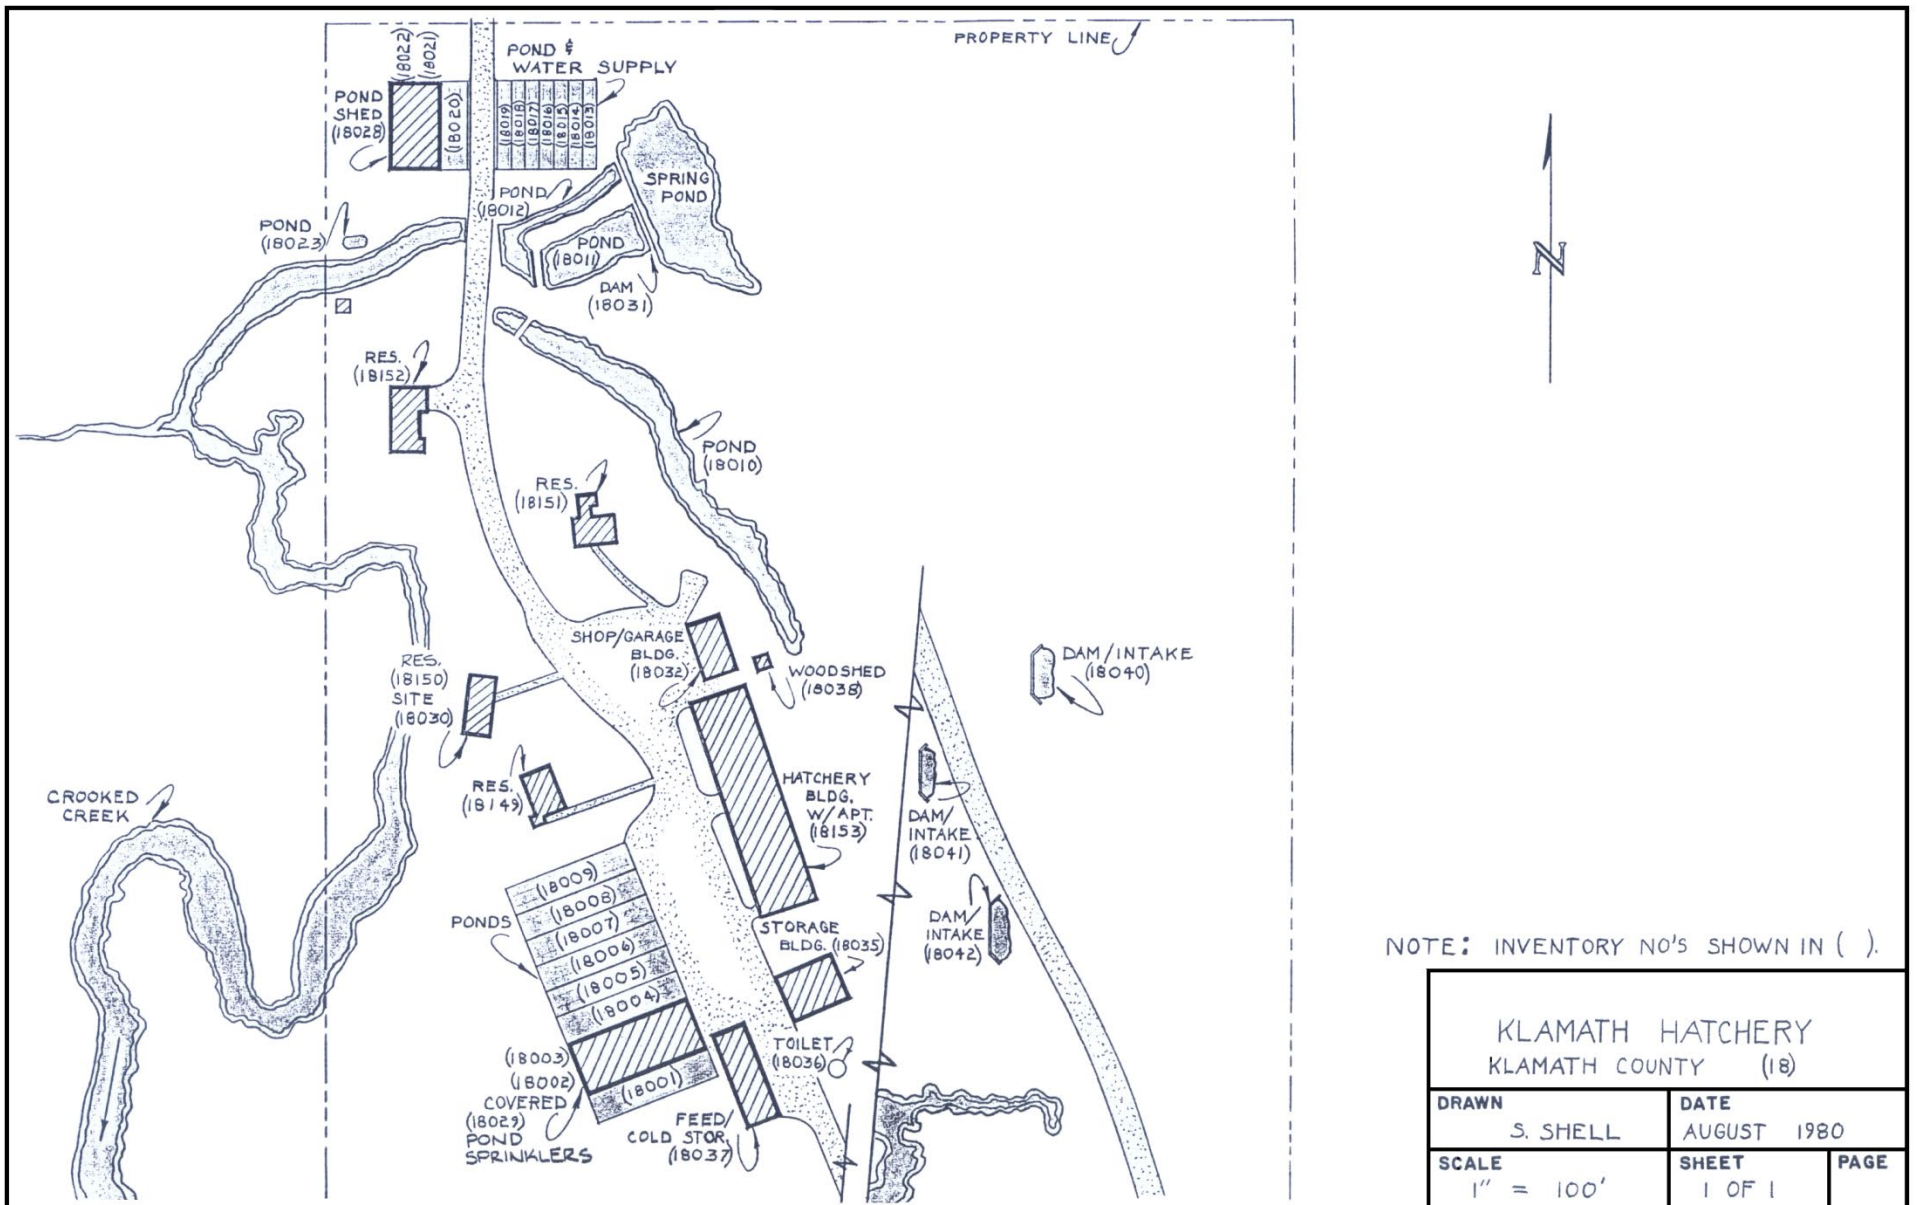 PROPERTY LINE
(18022)
(18021)
POND &
WATER SUPPLY
POND
SHED
(18028)
(18020)
(18019)
(18018)
(18017)
(18016)
(18015)
(18014)
(18013)
SPRING
POND
POND
(18012)
POND
(18011)
DAM
(18031)
POND
(18023)
N
RES.
(18152)
POND
(18010)
RES.
(18151)
SHOP/GARAGE
BLDG.
(18032)
WOODSHED
(18038)
DAM/INTAKE
(18040)
RES.
(18150)
SITE
(18030)
RES.
(18149)
HATCHERY
BLDG.
W/APT.
(18153)
DAM/
INTAKE
(18041)
CROOKED
CREEK
PONDS
(18009)
(18008)
(18007)
(18006)
(18005)
(18004)
STORAGE
BLDG. (18035)
DAM/
INTAKE
(18042)
(18003)
(18002)
COVERED
(18029)
POND
SPRINKLERS
(18001)
TOILET
(18036)
FEED/
COLD STOR.
(18037)
NOTE: INVENTORY NO'S SHOWN IN ( ).
KLAMATH HATCHERY
KLAMATH COUNTY (18)
DRAWN
S. SHELL
DATE
AUGUST 1980
SCALE
1" = 100'
SHEET
1 OF 1
PAGE